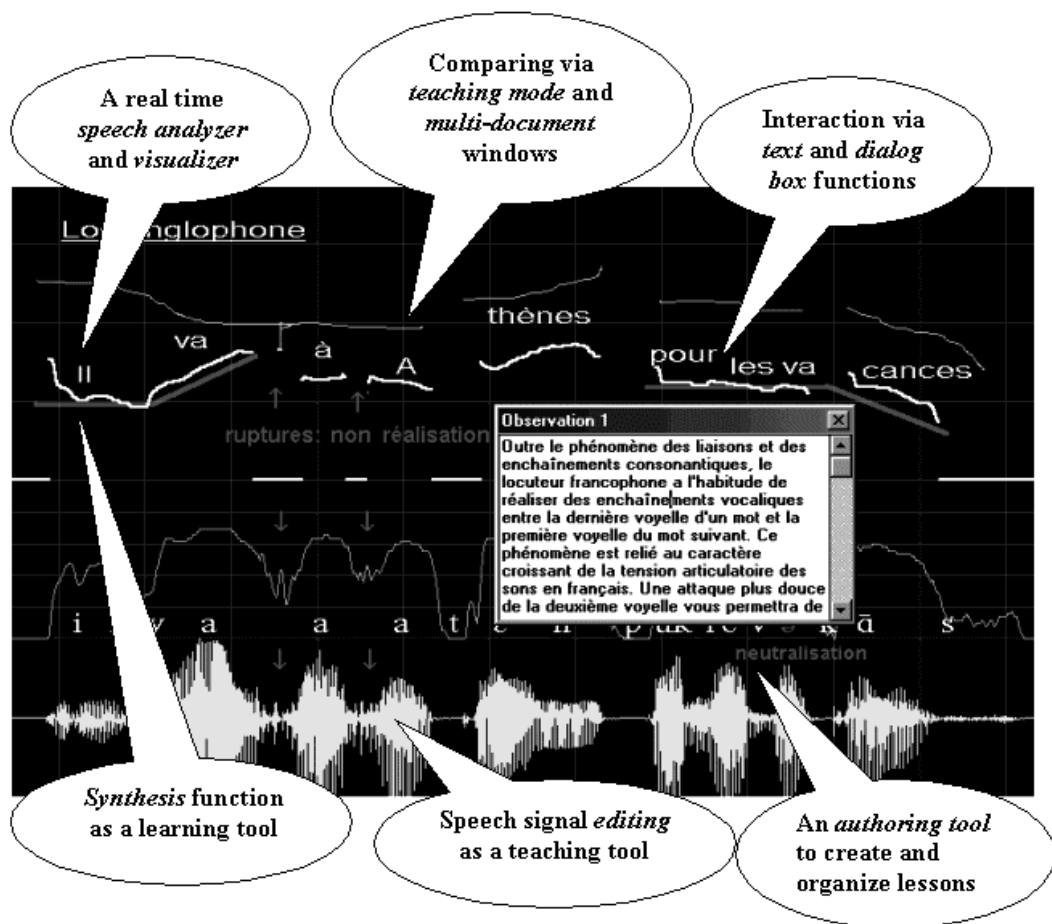 A real time
speech analyzer
and visualizer
Comparing via
teaching mode and
multi-document
windows
Interaction via
text and dialog
box functions
nglophone
Il
va
à
A
thènes
pour
les va
cances
ruptures: non réalisation
Observation 1
Outre le phénomène des liaisons et des
enchaînements consonantiques, le
locuteur francophone a l'habitude de
réaliser des enchaînements vocaliques
entre la dernière voyelle d'un mot et la
première voyelle du mot suivant. Ce
phénomène est relié au caractère
croissant de la tension articulatoire des
sons en français. Une attaque plus douce
de la deuxième voyelle vous permettra de
i v a a a t
s
neutralisation
Synthesis function
as a learning tool
Speech signal editing
as a teaching tool
An authoring tool
to create and
organize lessons